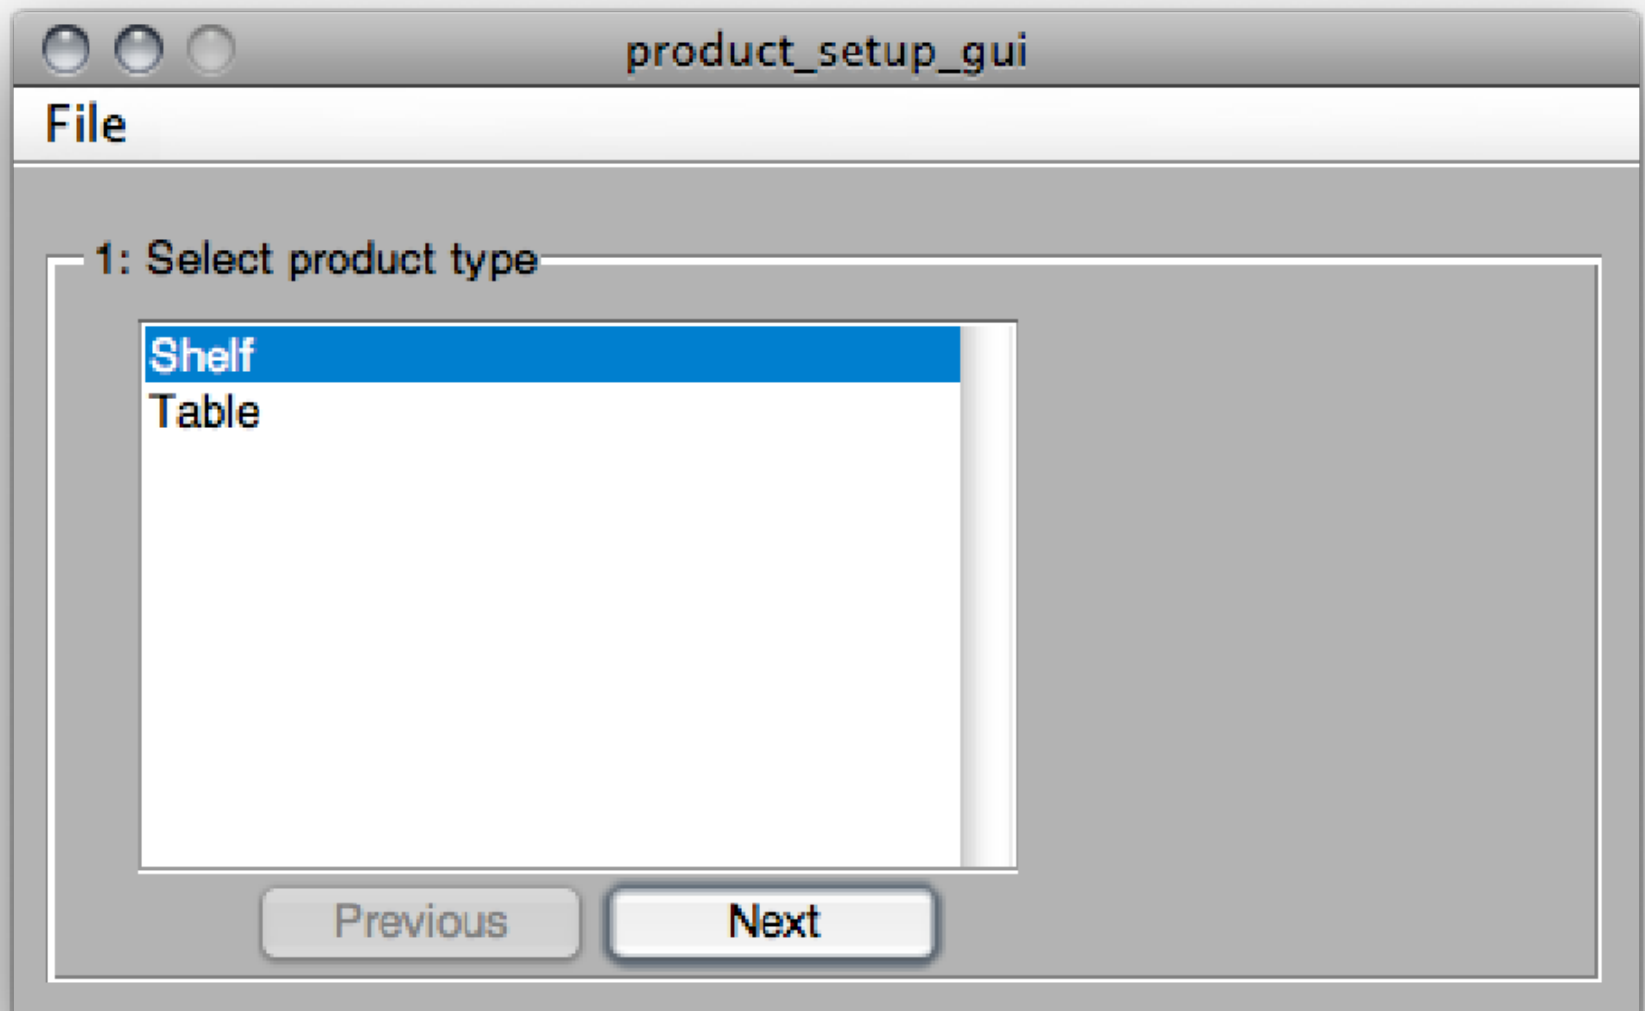 product_setup_gui
File
1: Select product type
Shelf
Table
Previous
Next